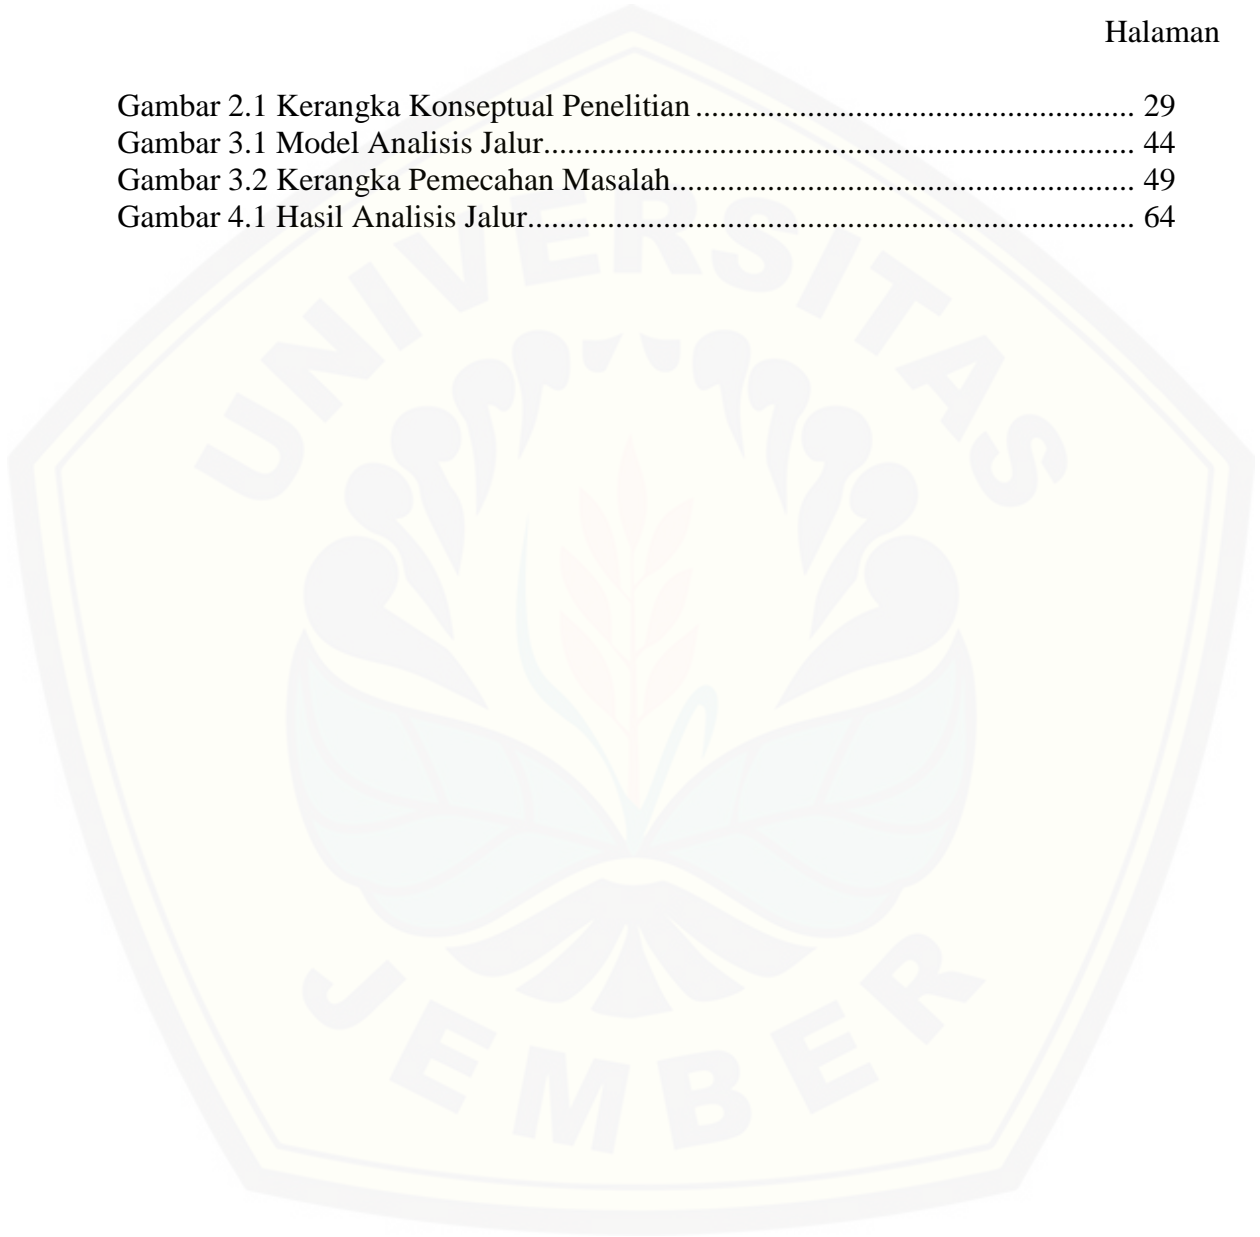 Halaman
Gambar 2.1 Kerangka Konseptual Penelitian ....................................................... 29
Gambar 3.1 Model Analisis Jalur.......................................................................... 44
Gambar 3.2 Kerangka Pemecahan Masalah.......................................................... 49
Gambar 4.1 Hasil Analisis Jalur............................................................................ 64
UNIVERSITAS
JEMBER